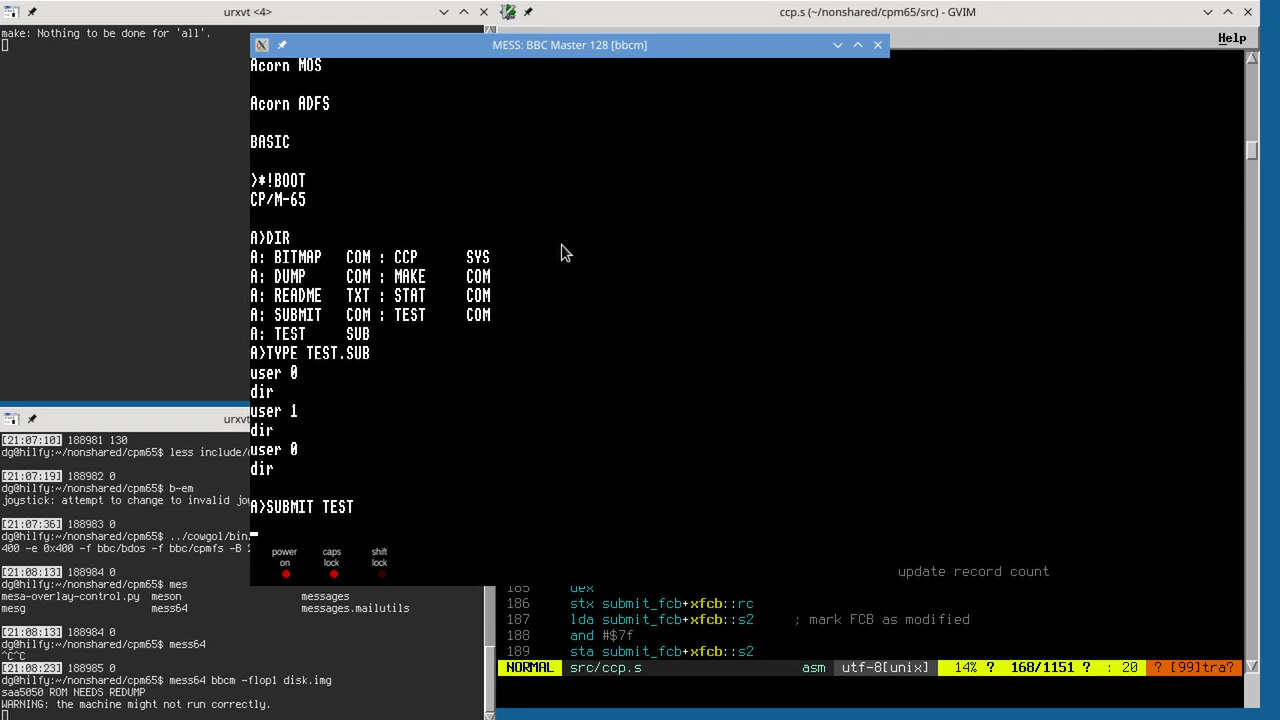 urxvt <4>
make: Nothing to be done for 'all'.
ccp.s (~/nonshared/cpm65/src) - GVIM
Help
MESS: BBC Master 128 [bbcm]
Acorn MOS
Acorn ADFS
BASIC
>*!BOOT
CP/M-65
A>DIR
A: BITMAP   COM : CCP      SYS
A: DUMP     COM : MAKE     COM
A: README   TXT : STAT     COM
A: SUBMIT   COM : TEST     COM
A: TEST     SUB
A>TYPE TEST.SUB
user 0
dir
user 1
dir
user 0
dir
A>SUBMIT TEST
power on
caps lock
shift lock
urxvt
[21:07:10] 188981 130
dg@hilfy:~/nonshared/cpm65$ less include/
[21:07:19] 188982 0
dg@hilfy:~/nonshared/cpm65$ b-em
joystick: attempt to change to invalid joy
[21:07:36] 188983 0
dg@hilfy:~/nonshared/cpm65$ ../cowgol/bin
400 -e 0x400 -f bbc/bdos -f bbc/cpmfs -B
[21:08:13] 188984 0
dg@hilfy:~/nonshared/cpm65$ mes
mesa-overlay-control.py  meson  messages
mesg  mess64  messages.mailutils
[21:08:13] 188984 0
dg@hilfy:~/nonshared/cpm65$ mess64
^C^C
[21:08:23] 188985 0
dg@hilfy:~/nonshared/cpm65$ mess64 bbcm -flop1 disk.img
saa5050 ROM NEEDS REDUMP
WARNING: the machine might not run correctly.
update record count
185 dex
186 stx submit_fcb+xfcb::rc
187 lda submit_fcb+xfcb::s2 ; mark FCB as modified
188 and #$7f
189 sta submit_fcb+xfcb::s2
NORMAL src/ccp.s asm utf-8[unix] 14% ? 168/1151 ? : 20 ? [99]tra?